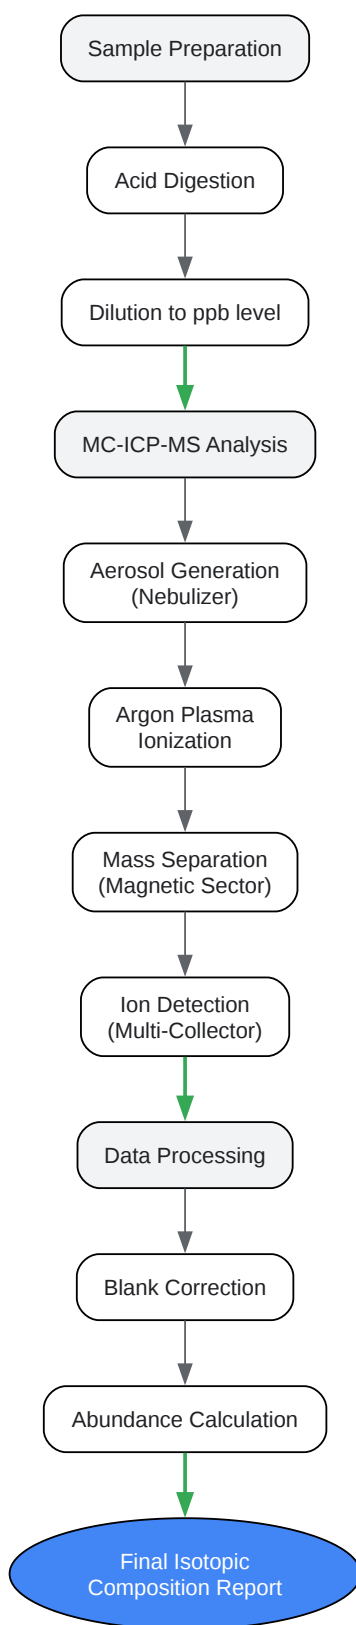 Sample Preparation
Acid Digestion
Dilution to ppb level
MC-ICP-MS Analysis
Aerosol Generation
(Nebulizer)
Argon Plasma
Ionization
Mass Separation
(Magnetic Sector)
Ion Detection
(Multi-Collector)
Data Processing
Blank Correction
Abundance Calculation
Final Isotopic
Composition Report